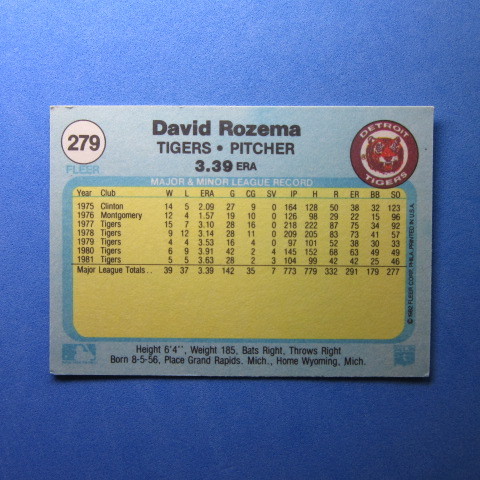 279
FLEER
David Rozema
TIGERS • PITCHER
3.39 ERA
DETROIT
TIGERS
MAJOR & MINOR LEAGUE RECORD
Year Club W L ERA G CG SV IP H R ER BB SO
1975 Clinton 14 5 2.09 27 9 0 164 128 50 38 32 123
1976 Montgomery 12 4 1.57 19 10 0 126 98 29 22 15 96
1977 Tigers 15 7 3.10 28 16 0 218 222 87 75 34 92
1978 Tigers 9 12 3.14 28 11 0 209 205 83 73 41 57
1979 Tigers 4 4 3.53 16 4 0 97 101 52 38 30 33
1980 Tigers 6 9 3.91 42 2 4 145 152 68 63 49 49
1981 Tigers 5 5 3.63 28 2 3 104 99 42 42 25 46
Major League Totals .. 39 37 3.39 142 35 7 773 779 332 291 179 277
Height 6'4'', Weight 185, Bats Right, Throws Right
Born 8-5-56, Place Grand Rapids. Mich., Home Wyoming, Mich.
© 1982 FLEER CORP. PHILA. PRINTED IN U.S.A.